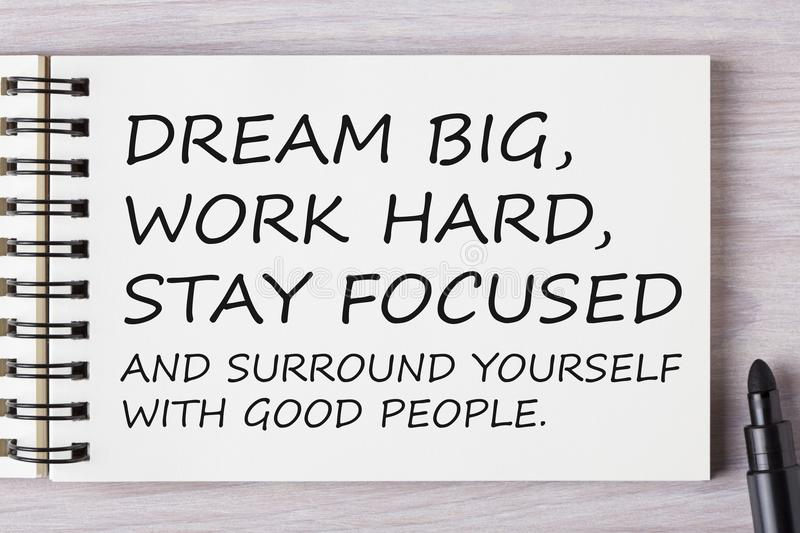 DREAM BIG,
WORK HARD,
STAY FOCUSED
AND SURROUND YOURSELF
WITH GOOD PEOPLE.